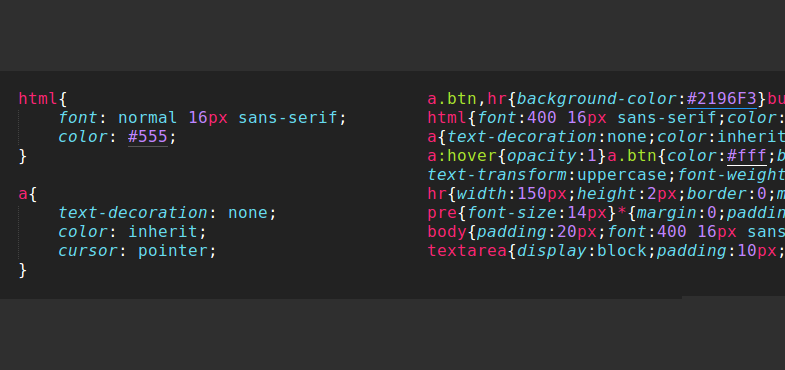 html{
    font: normal 16px sans-serif;
    color: #555;
}

a{
    text-decoration: none;
    color: inherit;
    cursor: pointer;
}

a.btn,hr{background-color:#2196F3}bu
html{font:400 16px sans-serif;color:
a{text-decoration:none;color:inherit
a:hover{opacity:1}a.btn{color:#fff;b
text-transform:uppercase;font-weight
hr{width:150px;height:2px;border:0;m
pre{font-size:14px}*{margin:0;paddin
body{padding:20px;font:400 16px sans
textarea{display:block;padding:10px;